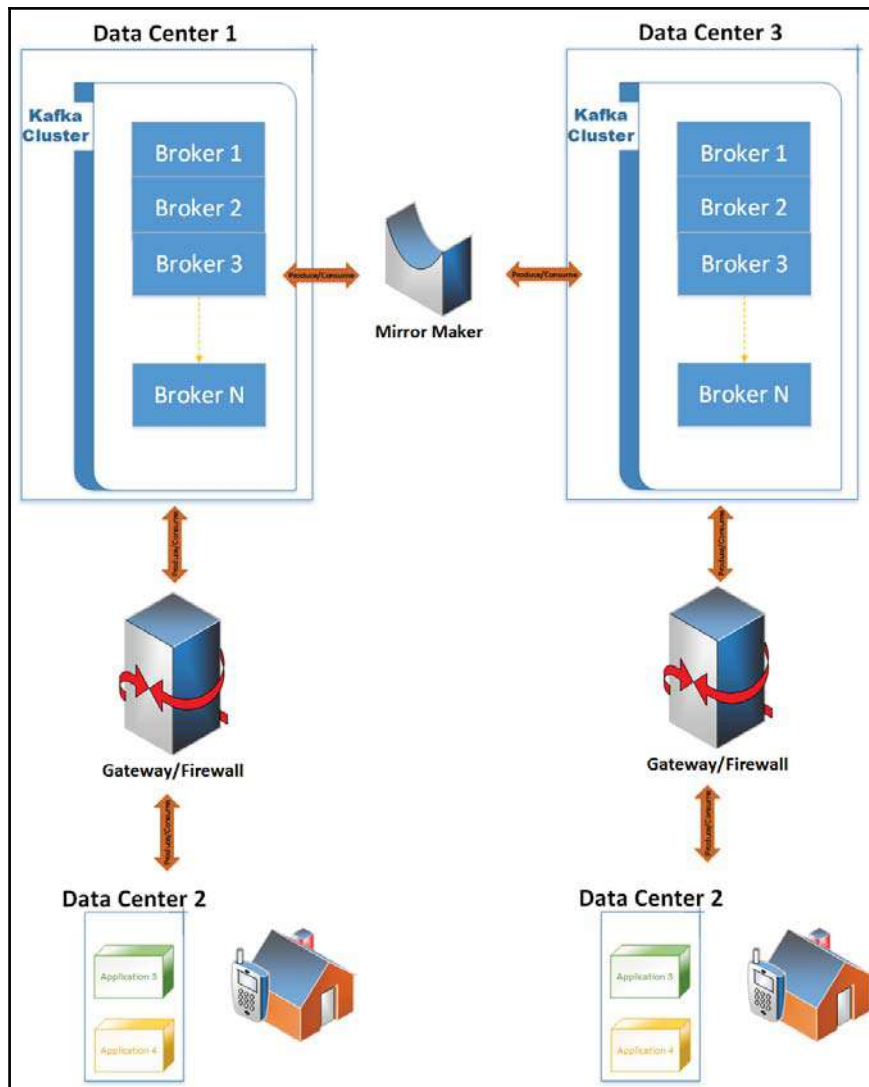 Data Center 1
Data Center 3
Kafka
Cluster
Broker 1
Broker 2
Broker 3
Broker N
Kafka
Cluster
Broker 1
Broker 2
Broker 3
Broker N
Produce/Consume
Mirror Maker
Produce/Consume
Produce/Consume
Produce/Consume
Gateway/Firewall
Gateway/Firewall
Produce/Consume
Produce/Consume
Data Center 2
Application 3
Application 4
Data Center 2
Application 3
Application 4